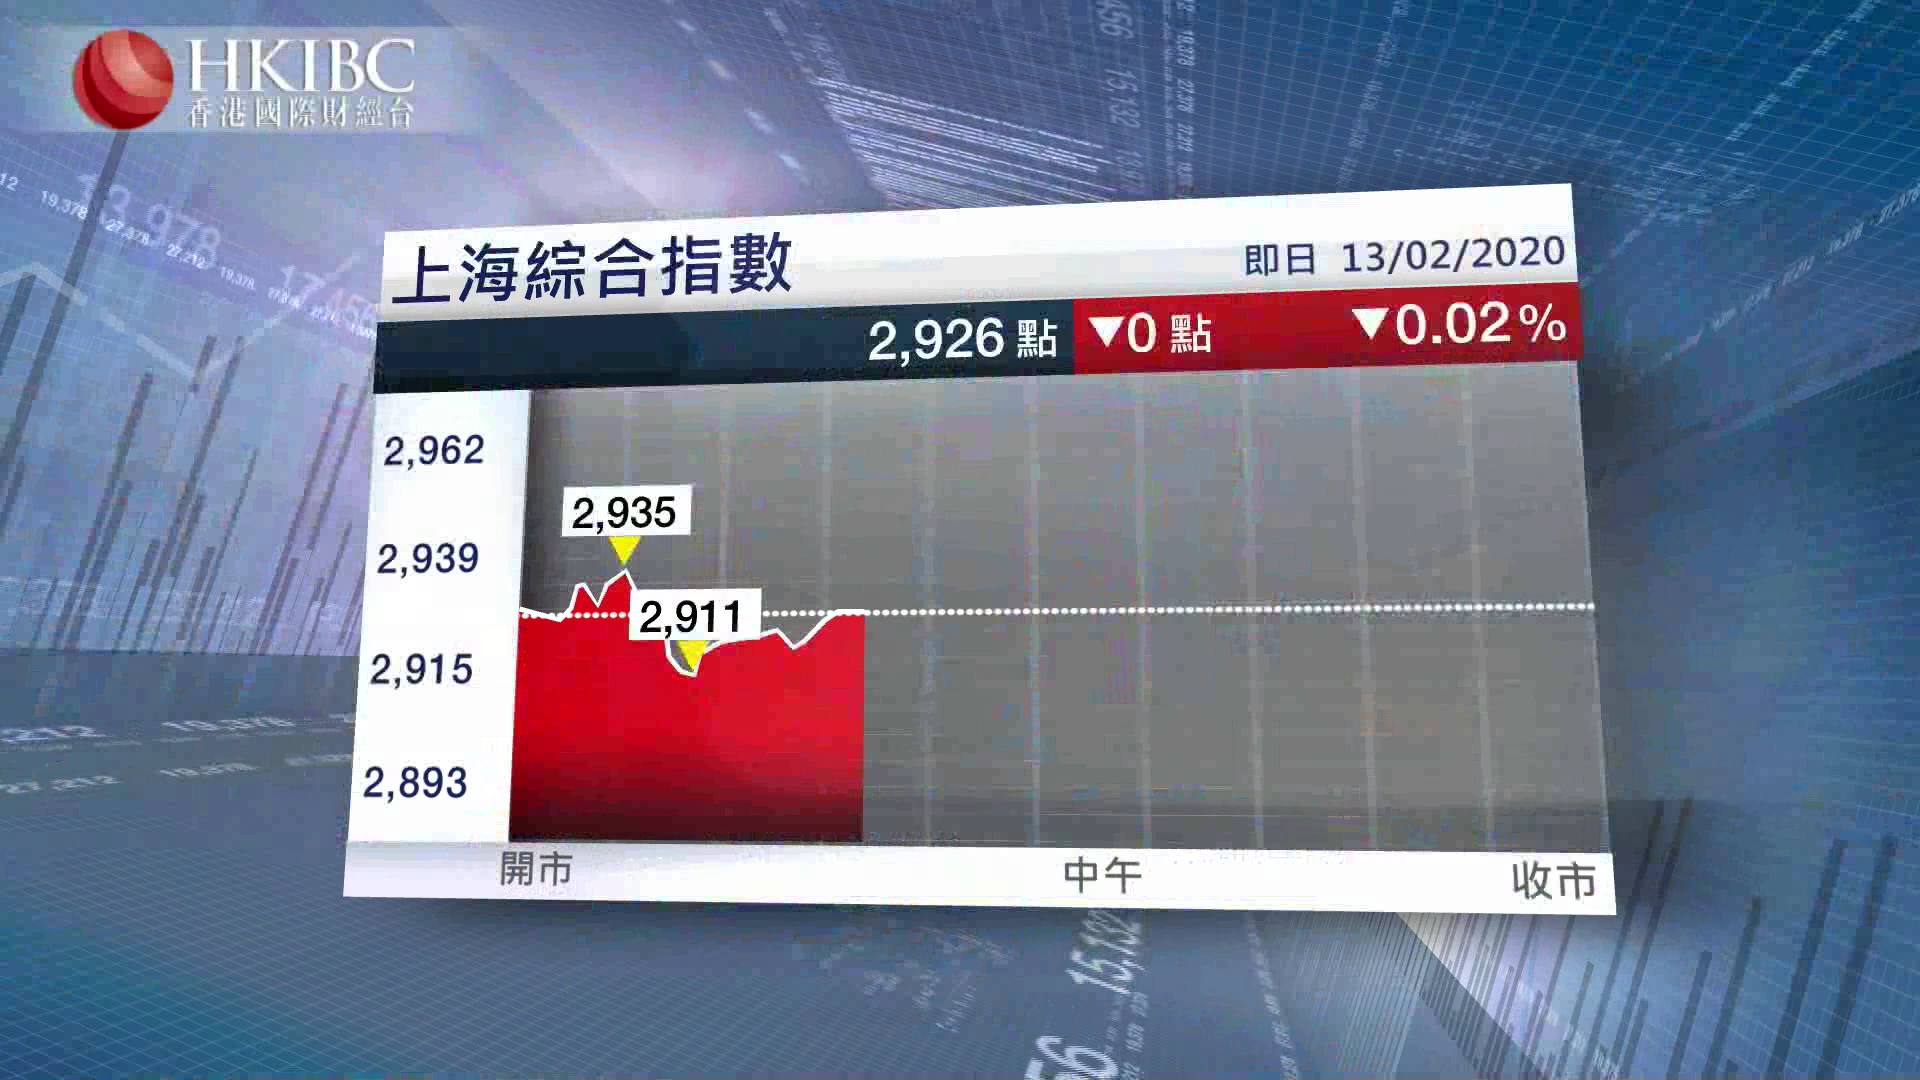 HKIBC
香港國際財經台
上海綜合指數
即日 13/02/2020
2,926 點 ▼0 點 ▼0.02%
2,962
2,935
2,939
2,911
2,915
2,893
開市 中午 收市